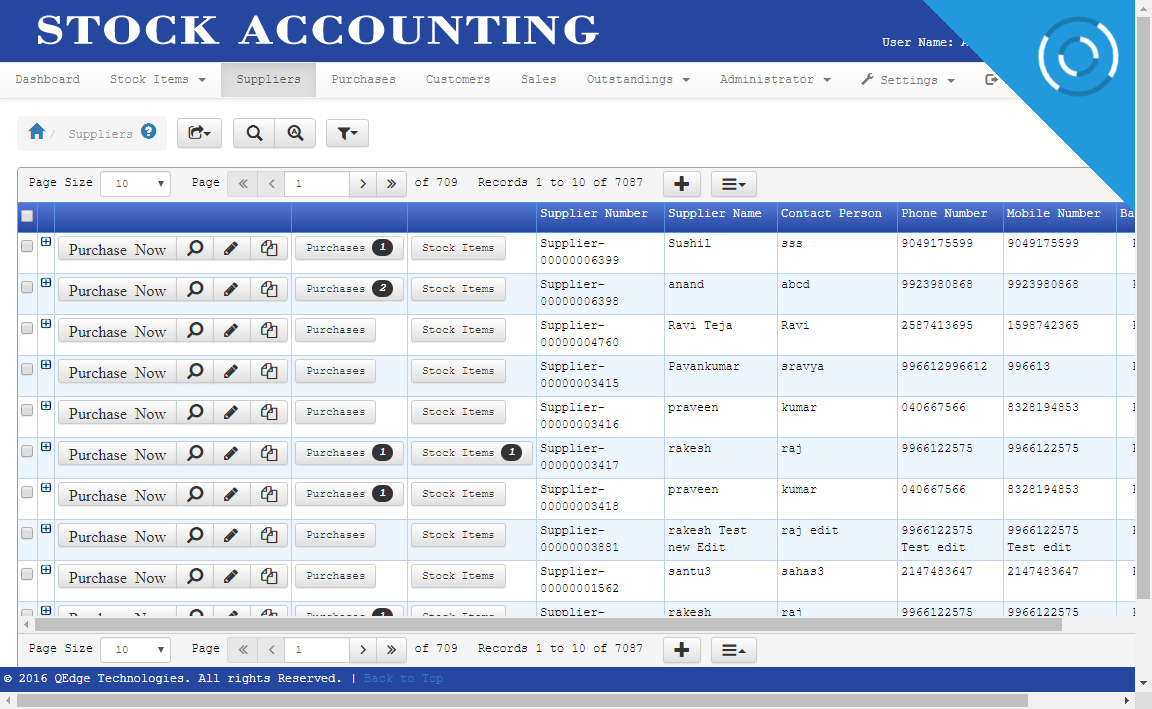 STOCK ACCOUNTING
User Name:
Dashboard Stock Items Suppliers Purchases Customers Sales Outstandings Administrator Settings
/ Suppliers
Page Size 10 Page 1 of 709 Records 1 to 10 of 7087
Supplier Number Supplier Name Contact Person Phone Number Mobile Number
Purchase Now Purchases 1 Stock Items Supplier- Sushil sss 9049175599 9049175599
00000006399
Purchase Now Purchases 2 Stock Items Supplier- anand abcd 9923980868 9923980868
00000006398
Purchase Now Purchases Stock Items Supplier- Ravi Teja Ravi 2587413695 1598742365
00000004760
Purchase Now Purchases Stock Items Supplier- Pavankumar sravya 996612996612 996613
00000003415
Purchase Now Purchases Stock Items Supplier- praveen kumar 040667566 8328194853
00000003416
Purchase Now Purchases 1 Stock Items 1 Supplier- rakesh raj 9966122575 9966122575
00000003417
Purchase Now Purchases 1 Stock Items Supplier- praveen kumar 040667566 8328194853
00000003418
Purchase Now Purchases Stock Items Supplier- rakesh Test raj edit 9966122575 9966122575
00000003881 new Edit Test edit Test edit
Purchase Now Purchases Stock Items Supplier- santu3 sahas3 2147483647 2147483647
00000001562
Purchase Now Purchases 1 Stock Items Supplier- rakesh raj 9966122575 9966122575
Page Size 10 Page 1 of 709 Records 1 to 10 of 7087
© 2016 QEdge Technologies. All rights Reserved. | Back to Top